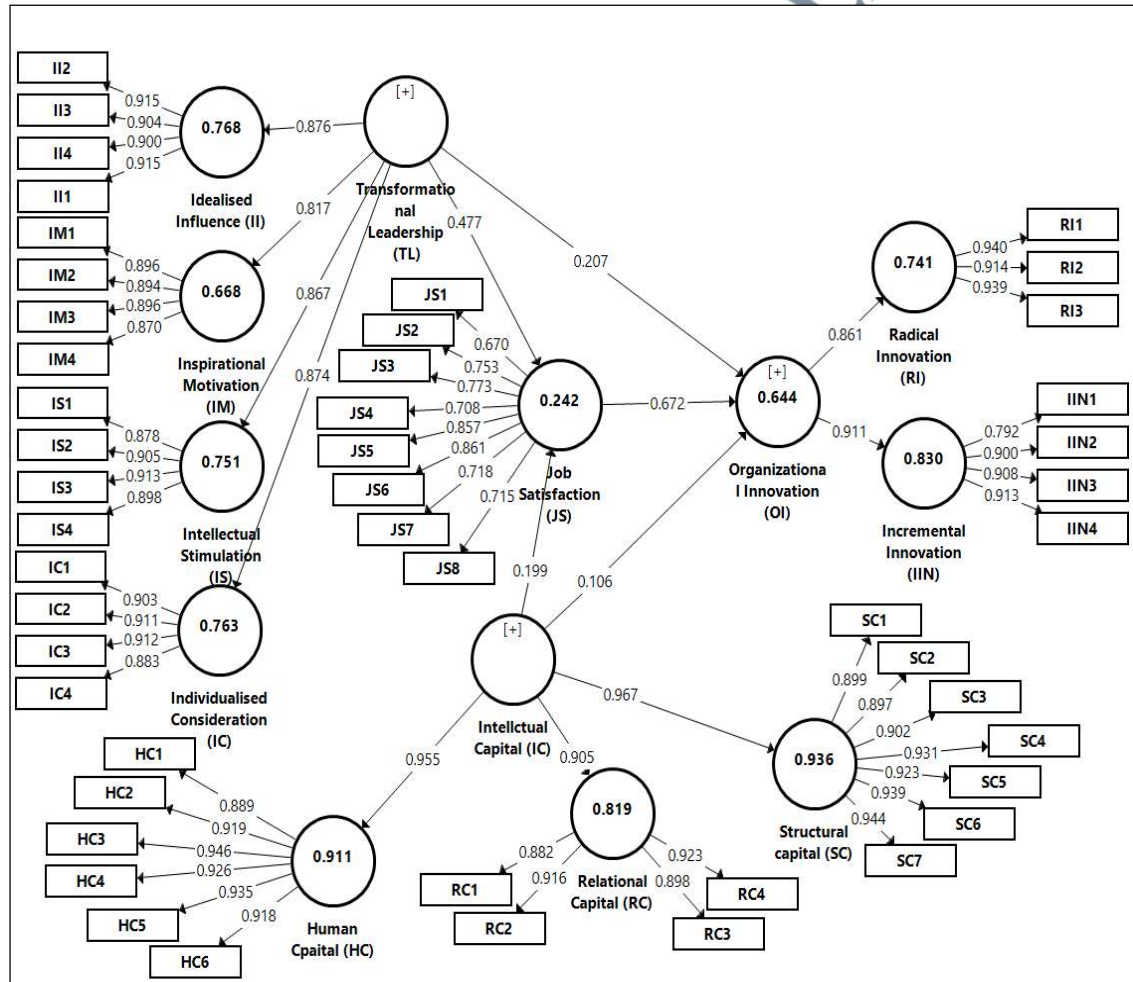 II2
0.915
II3
0.904
II4
0.900
II1
0.915
0.768
Idealised
Influence (II)
0.876
[+]
Transformatio
nal
Leadership
(TL)
0.817
0.867
0.874
0.477
0.207
IM1
0.896
IM2
0.894
IM3
0.896
IM4
0.870
0.668
Inspirational
Motivation
(IM)
IS1
0.878
IS2
0.905
IS3
0.913
IS4
0.898
0.751
Intellectual
Stimulation
(IS)
IC1
0.903
IC2
0.911
IC3
0.912
IC4
0.883
0.763
Individualised
Consideration
(IC)
JS1
0.670
JS2
0.753
JS3
0.773
JS4
0.708
JS5
0.857
JS6
0.861
JS7
0.718
JS8
0.715
0.242
Job
Satisfaction
(JS)
0.672
[+]
0.644
Organizationa
l Innovation
(OI)
0.861
0.911
0.741
Radical
Innovation
(RI)
0.940
RI1
0.914
RI2
0.939
RI3
0.830
Incremental
Innovation
(IIN)
0.792
IIN1
0.900
IIN2
0.908
IIN3
0.913
IIN4
0.199
0.106
[+]
Intellctual
Capital (IC)
0.955
0.905
0.967
HC1
0.889
HC2
0.919
HC3
0.946
HC4
0.926
HC5
0.935
HC6
0.918
0.911
Human
Cpaital (HC)
0.819
Relational
Capital (RC)
0.882
RC1
0.916
RC2
0.898
RC3
0.923
RC4
0.936
Structural
capital (SC)
0.899
SC1
0.897
SC2
0.902
SC3
0.931
SC4
0.923
SC5
0.939
SC6
0.944
SC7